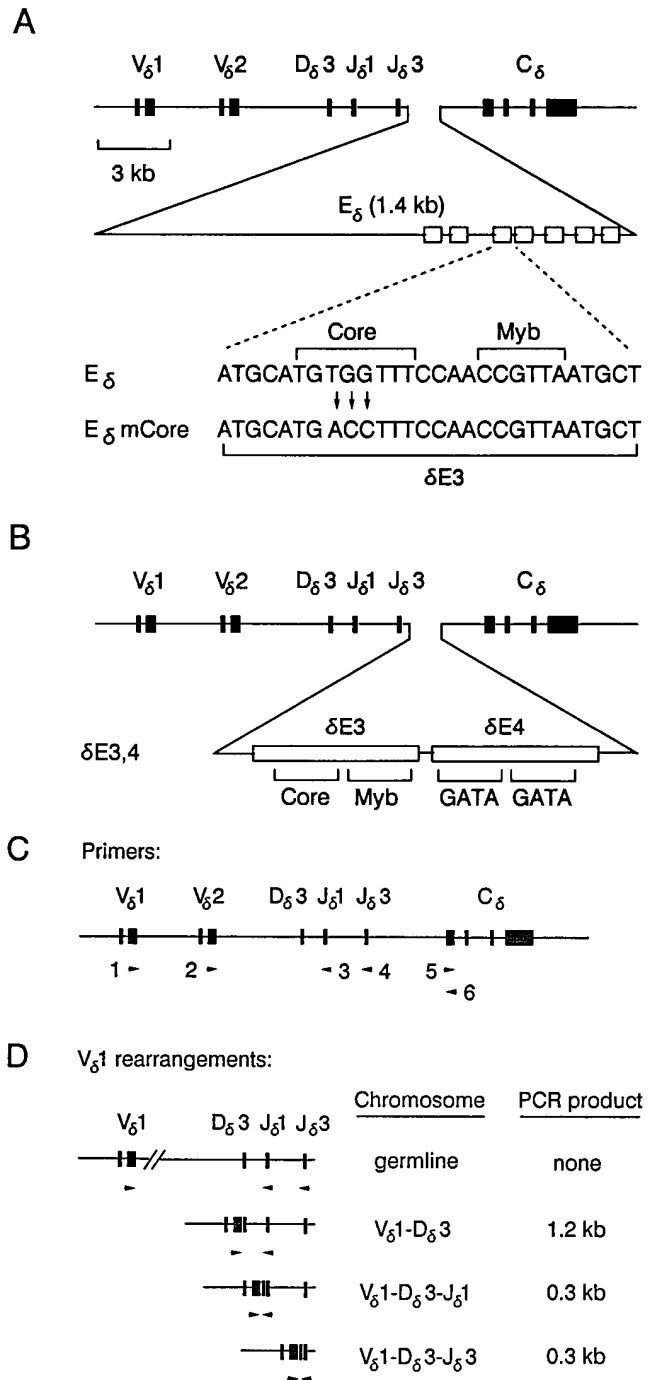 A
Vδ1 Vδ2 Dδ3 Jδ1 Jδ3 Cδ
3 kb
Eδ (1.4 kb)
Core Myb
Eδ ATGCATGTGGTTTCCAACCGTTAATGCT
Eδ mCore ATGCATGACCTTTCCAACCGTTAATGCT
δE3
B
Vδ1 Vδ2 Dδ3 Jδ1 Jδ3 Cδ
δE3 δE4
δE3,4
Core Myb GATA GATA
C Primers:
Vδ1 Vδ2 Dδ3 Jδ1 Jδ3 Cδ
1 2 3 4 5
6
D Vδ1 rearrangements:
Chromosome PCR product
Vδ1 Dδ3 Jδ1 Jδ3
germline none
Vδ1-Dδ3 1.2 kb
Vδ1-Dδ3-Jδ1 0.3 kb
Vδ1-Dδ3-Jδ3 0.3 kb